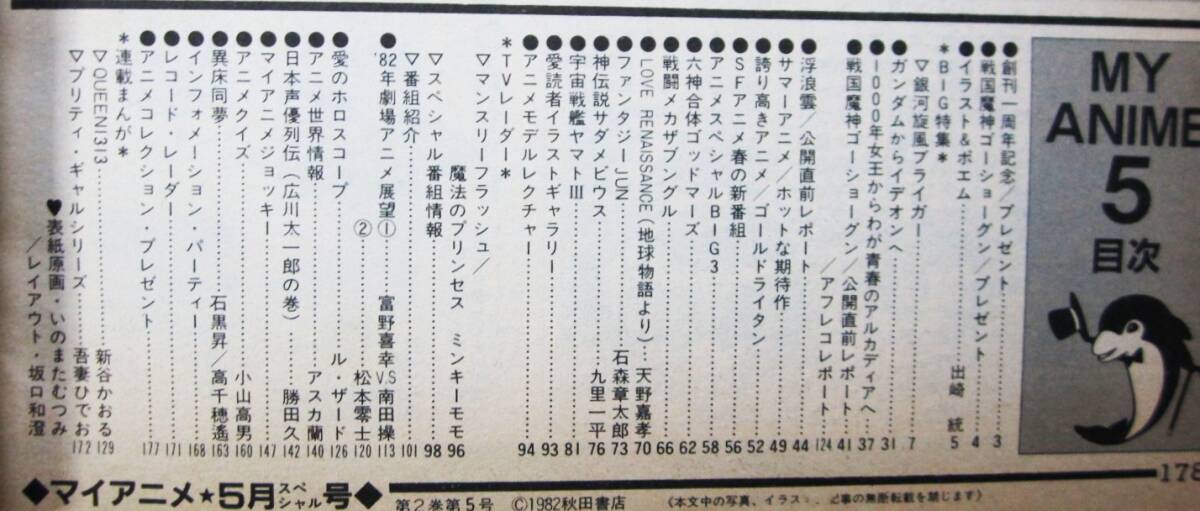 MY
ANIME
5
目次
●創刊一周年記念/プレゼント……3
●戦国魔神ゴーショーグン/プレゼント……4
●イラスト&ポエム……出崎 統 5
*BIG特集*
▽銀河旋風ブライガー……7
●ガンダムからイデオンへ……31
●1000年女王からわが青春のアルカディアへ……37
●戦国魔神ゴーショーグン/公開直前レポート……41
/アフレコレポート……124
●浮浪雲/公開直前レポート……44
●サマーアニメ/ホットな期待作……49
●誇り高きアニメ/ゴールドライタン……52
●SFアニメ春の新番組……56
●アニメスペシャルBIG3……58
●六神合体ゴッドマーズ……62
●戦闘メカザブングル……66
●LOVE RENAISANCE(地球物語より)……天野嘉孝 70
●ファンタジーJUN……石森章太郎 73
●神伝説サダメビウス……九里一平 76
●宇宙戦艦ヤマトIII……81
●愛読者イラストギャラリー……93
●アニメモデルレクチャー……94
*TVレーダー*
▽マンスリーフラッシュ/
魔法のプリンセス ミンキーモモ 96
▽スペシャル番組情報……98
▽番組紹介……101
●'82年劇場アニメ展望①……富野喜幸VS南田操 113
②……松本零士 120
●愛のホロスコープ……ル・ザード 126
●アニメ世界情報……アスカ蘭 140
●日本声優列伝(広川太一郎の巻)……勝田久 142
●マイアニメジョッキー……147
●アニメクイズ……小山高男 160
●異床同夢……石黒昇/高千穂遙 163
●インフォメーション・パーティー……168
●レコード・レーダー……171
●アニメコレクション・プレゼント……177
*連載まんが*
▽QUEEN1313……新谷かおる 129
▽プリティ・ギャルシリーズ……吾妻ひでお 172
♥表紙原画・いのまたむつみ
/レイアウト・坂口和澄
178
◆マイアニメ★5月スペシャル号◆
第2巻第5号 ©1982秋田書店
(本文中の写真、イラスト、記事の無断転載を禁じます)